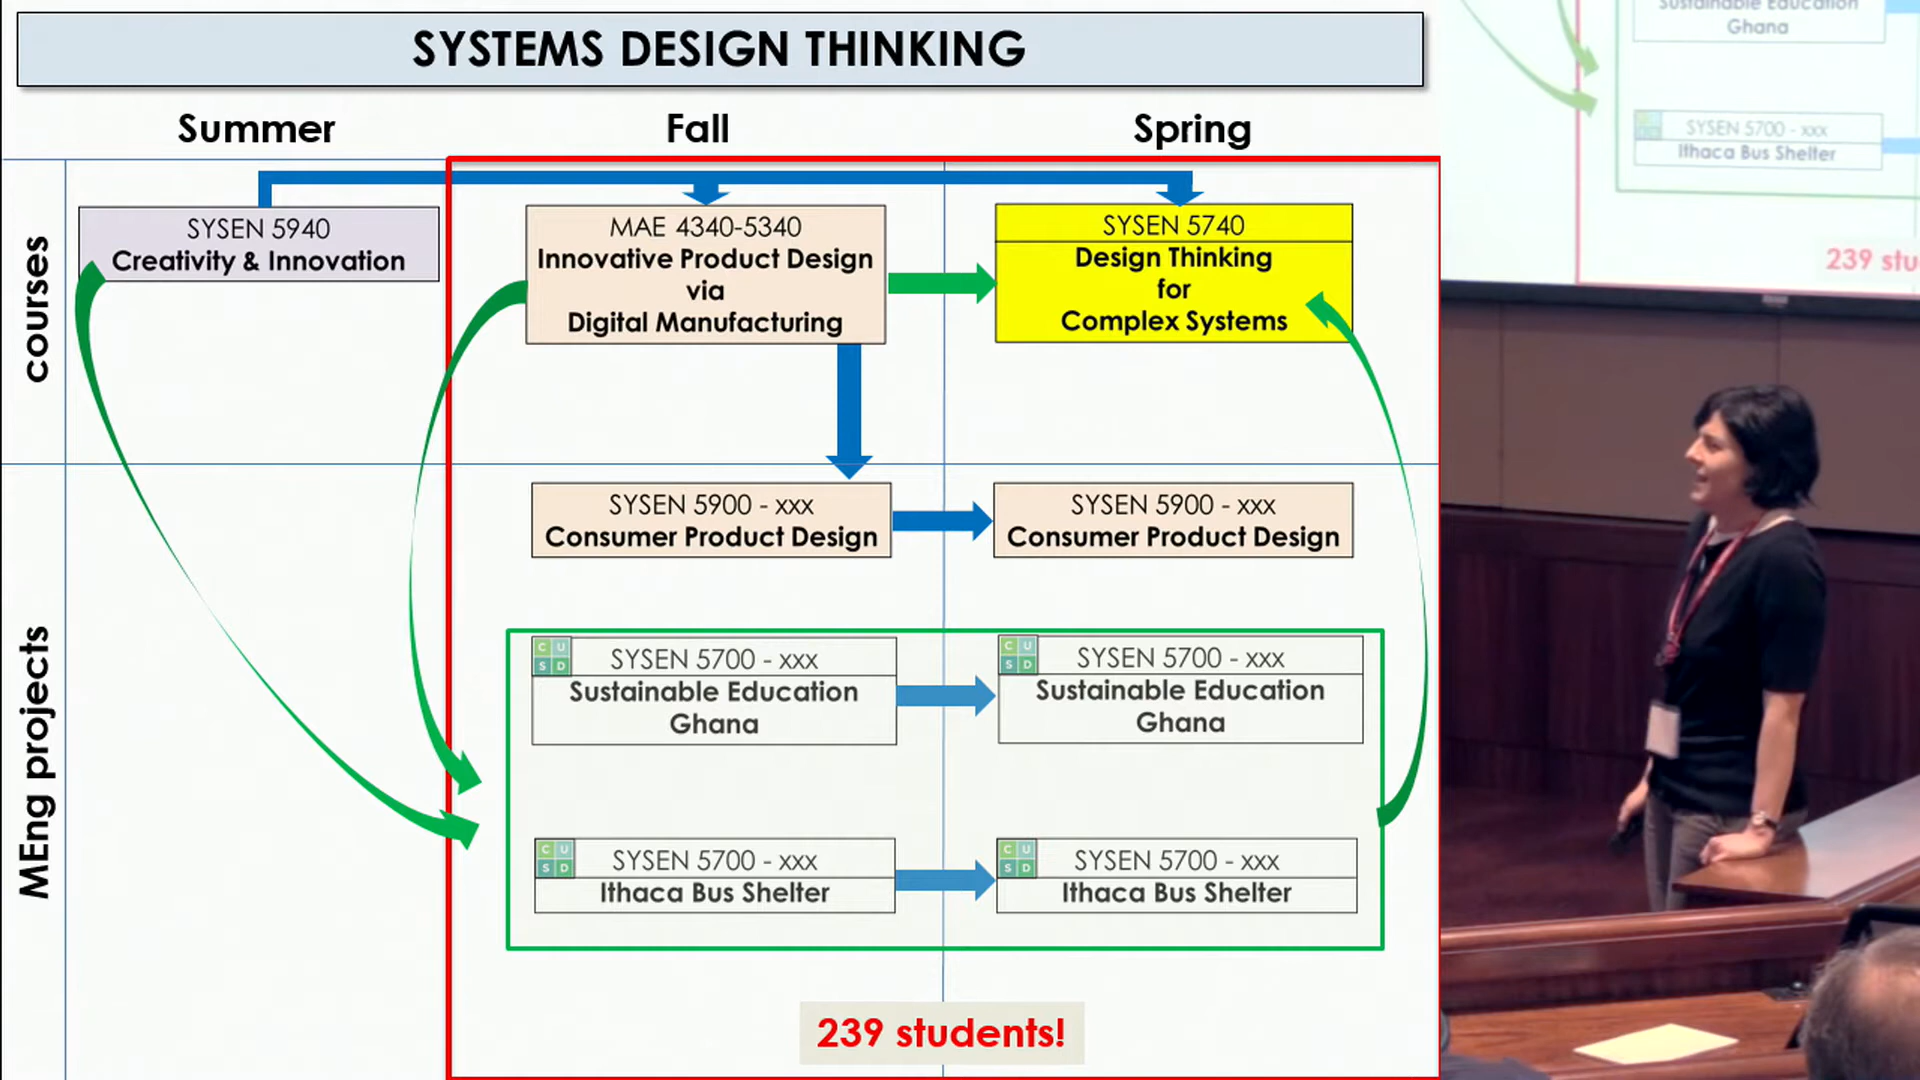 SYSTEMS DESIGN THINKING
Summer
Fall
Spring
courses
SYSEN 5940
Creativity & Innovation
MAE 4340-5340
Innovative Product Design
via
Digital Manufacturing
SYSEN 5740
Design Thinking
for
Complex Systems
MEng projects
SYSEN 5900 - xxx
Consumer Product Design
SYSEN 5900 - xxx
Consumer Product Design
C U
S D
SYSEN 5700 - xxx
Sustainable Education
Ghana
C U
S D
SYSEN 5700 - xxx
Sustainable Education
Ghana
C U
S D
SYSEN 5700 - xxx
Ithaca Bus Shelter
C U
S D
SYSEN 5700 - xxx
Ithaca Bus Shelter
239 students!
Sustainable Education
Ghana
SYSEN 5700 - xxx
Ithaca Bus Shelter
239 stu